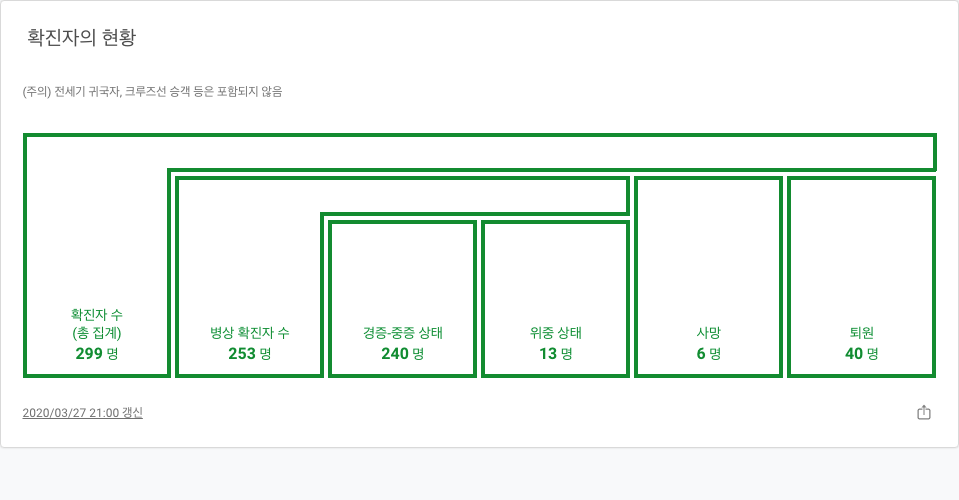 확진자의 현황
(주의) 전세기 귀국자, 크루즈선 승객 등은 포함되지 않음
확진자 수
(총 집계)
299 명
병상 확진자 수
253 명
경증-중증 상태
240 명
위중 상태
13 명
사망
6 명
퇴원
40 명
2020/03/27 21:00 갱신